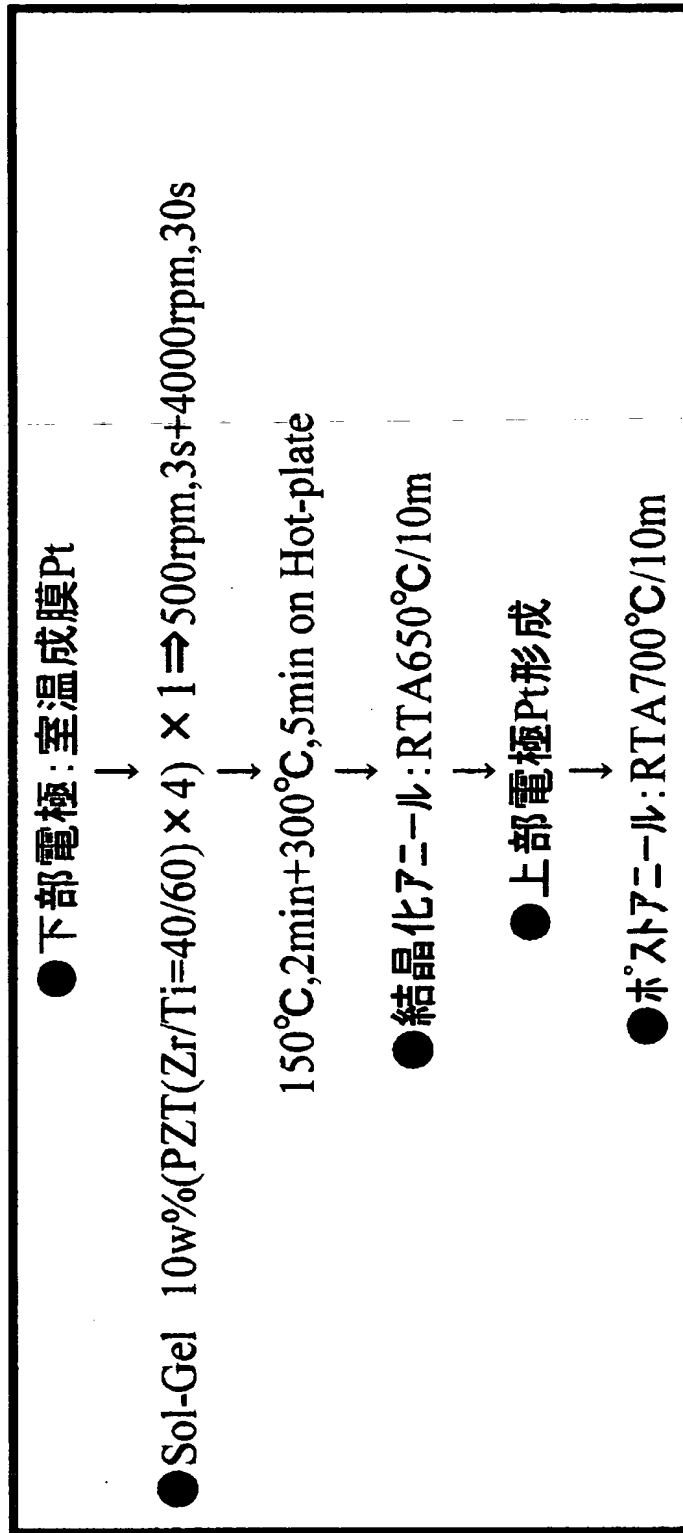 ●下部電極:室温成膜Pt
↓
●Sol-Gel 10w%(PZT(Zr/Ti=40/60)×4) ×1⇒500rpm,3s+4000rpm,30s
↓
150℃,2min+300℃,5min on Hot-plate
↓
●結晶化アニール:RTA650℃/10m
↓
●上部電極Pt形成
↓
●ポストアニール:RTA700℃/10m